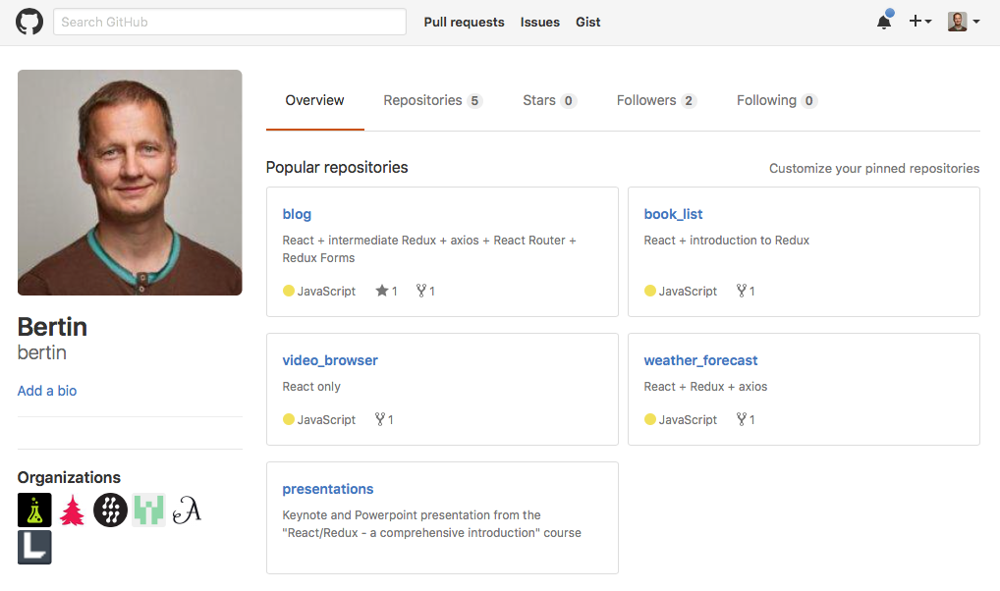 Search GitHub
Pull requests Issues Gist
Overview Repositories 5 Stars 0 Followers 2 Following 0
Popular repositories
Customize your pinned repositories
blog
React + intermediate Redux + axios + React Router +
Redux Forms
JavaScript 1 1
book_list
React + introduction to Redux
JavaScript 1
video_browser
React only
JavaScript 1
weather_forecast
React + Redux + axios
JavaScript 1
presentations
Keynote and Powerpoint presentation from the
"React/Redux - a comprehensive introduction" course
Bertin
bertin
Add a bio
Organizations
A
L